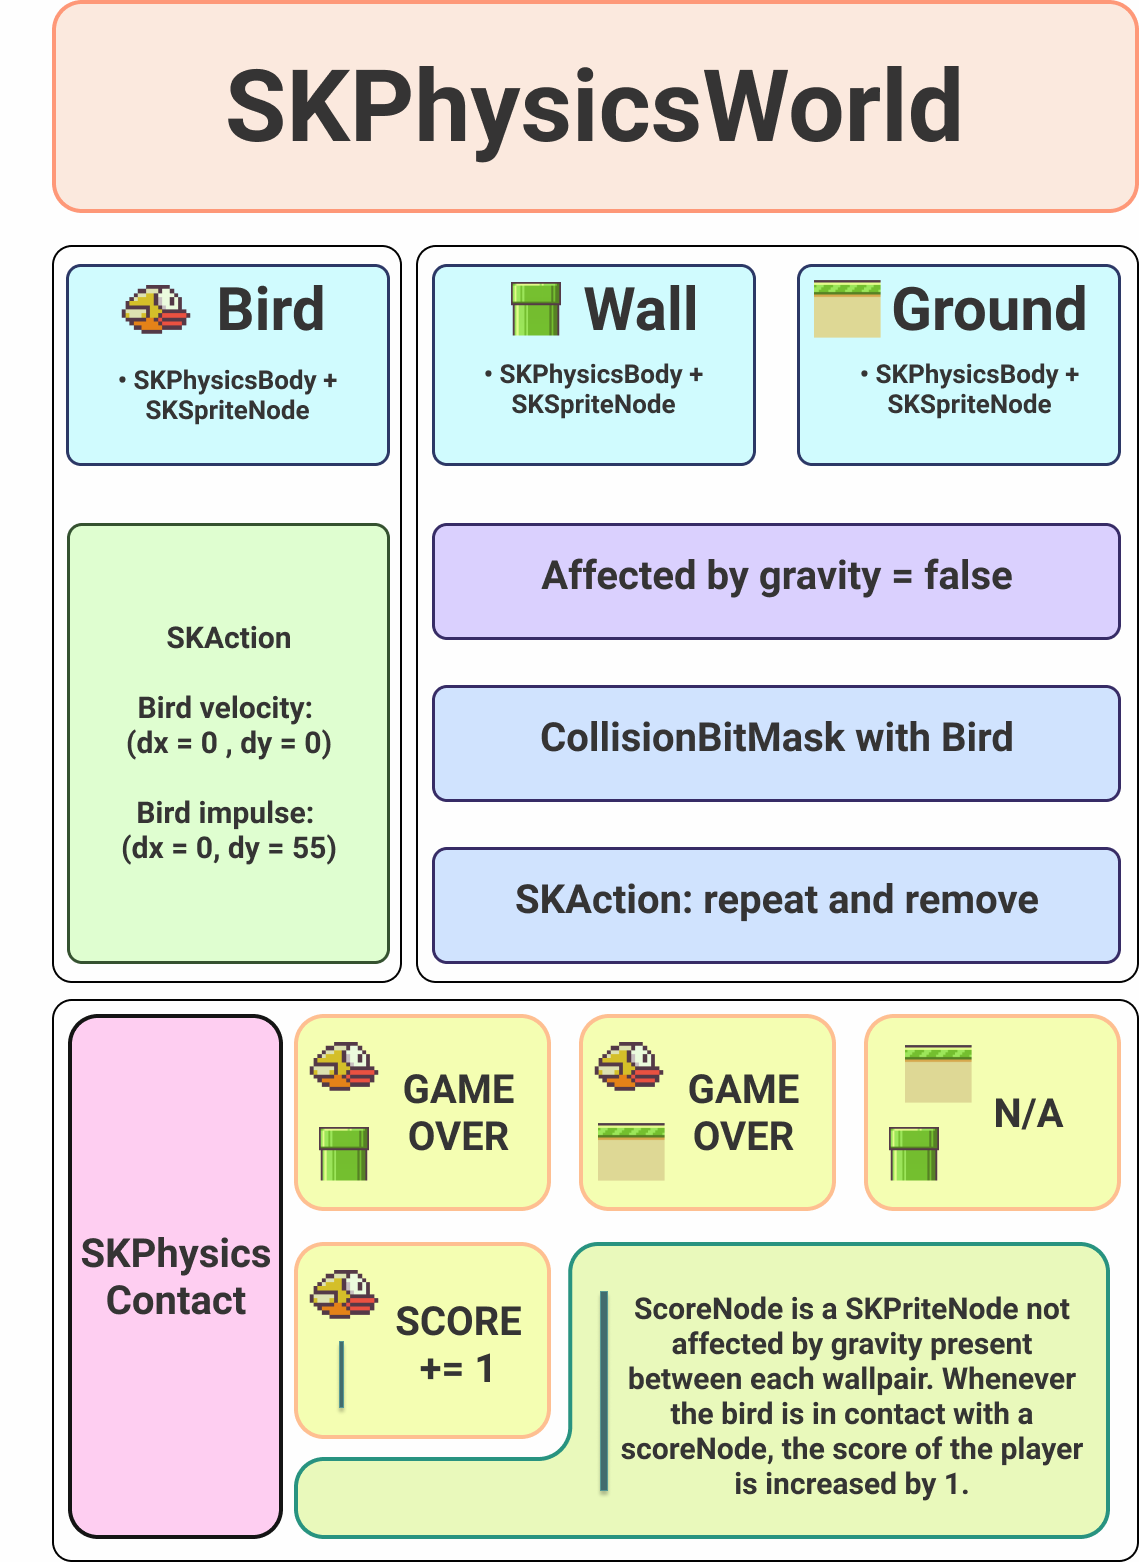 SKPhysicsWorld
Bird
• SKPhysicsBody +
SKSpriteNode
Wall
• SKPhysicsBody +
SKSpriteNode
Ground
• SKPhysicsBody +
SKSpriteNode
SKAction
Bird velocity:
(dx = 0 , dy = 0)
Bird impulse:
(dx = 0, dy = 55)
Affected by gravity = false
CollisionBitMask with Bird
SKAction: repeat and remove
SKPhysics
Contact
GAME
OVER
GAME
OVER
N/A
SCORE
+= 1
ScoreNode is a SKPriteNode not
affected by gravity present
between each wallpair. Whenever
the bird is in contact with a
scoreNode, the score of the player
is increased by 1.